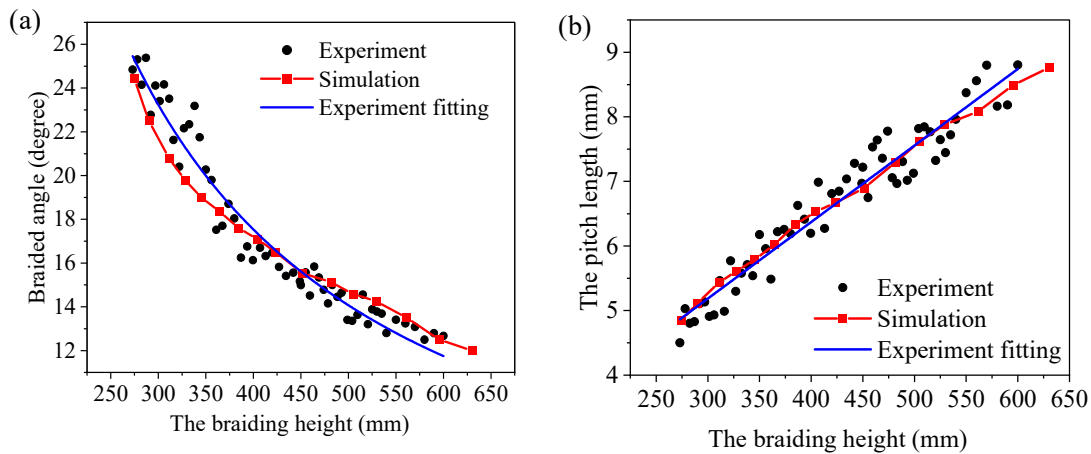 (a)
26
24
22
20
18
16
14
12
Braided angle (degree)
Experiment
Simulation
Experiment fitting
250 300 350 400 450 500 550 600 650
The braiding height (mm)
(b)
9
8
7
6
5
4
The pitch length (mm)
Experiment
Simulation
Experiment fitting
250 300 350 400 450 500 550 600 650
The braiding height (mm)